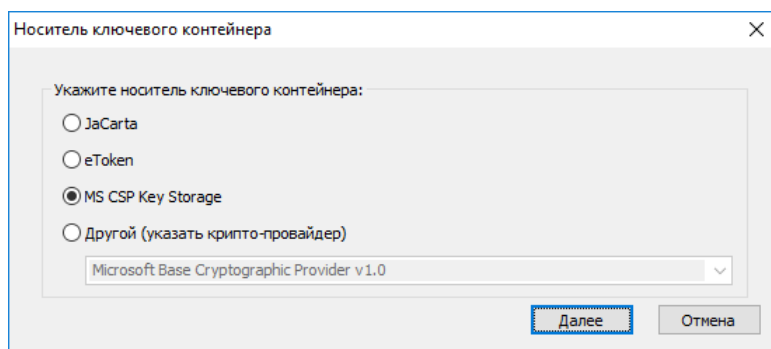 Носитель ключевого контейнера
Укажите носитель ключевого контейнера:
JaCarta
eToken
MS CSP Key Storage
Другой (указать крипто-провайдер)
Microsoft Base Cryptographic Provider v1.0
Далее
Отмена